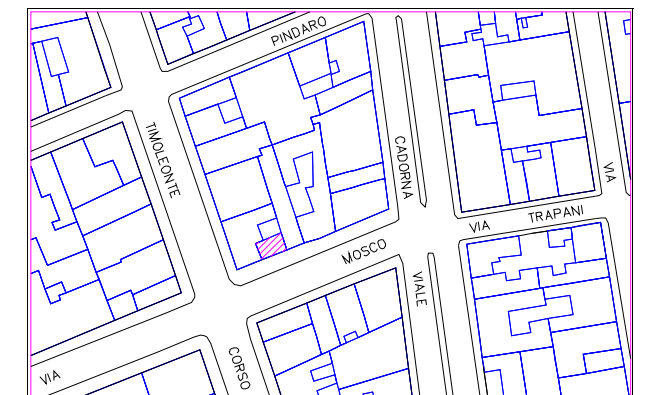 PINDARO
TIMOLEONTE
CADORNA
VIA
TRAPANI
VIA
MOSCO
VIALE
CORSO
VIA